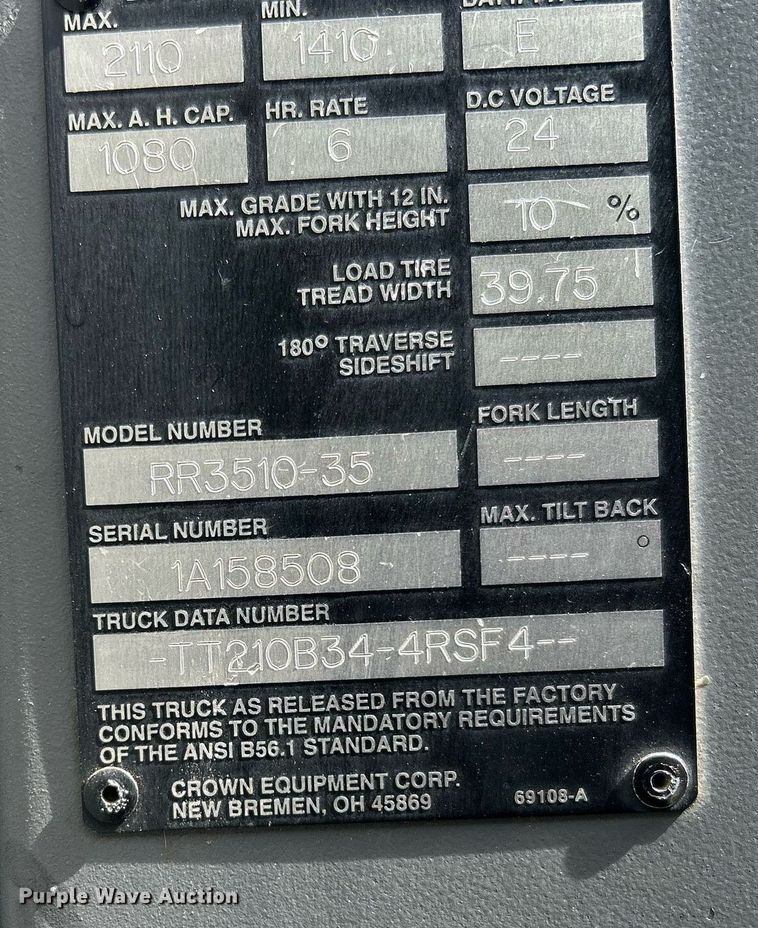 MAX. MIN.
2110 1410 E
MAX. A. H. CAP. HR. RATE D.C VOLTAGE
1080 6 24
MAX. GRADE WITH 12 IN.
MAX. FORK HEIGHT 10 %
LOAD TIRE
TREAD WIDTH 39.75
180° TRAVERSE
SIDESHIFT ----
MODEL NUMBER FORK LENGTH
RR3510-35 ----
SERIAL NUMBER MAX. TILT BACK
1A158508 ---- °
TRUCK DATA NUMBER
-TT210B34-4RSF4--
THIS TRUCK AS RELEASED FROM THE FACTORY
CONFORMS TO THE MANDATORY REQUIREMENTS
OF THE ANSI B56.1 STANDARD.
CROWN EQUIPMENT CORP.
NEW BREMEN, OH 45869 69108-A
Purple Wave Auction